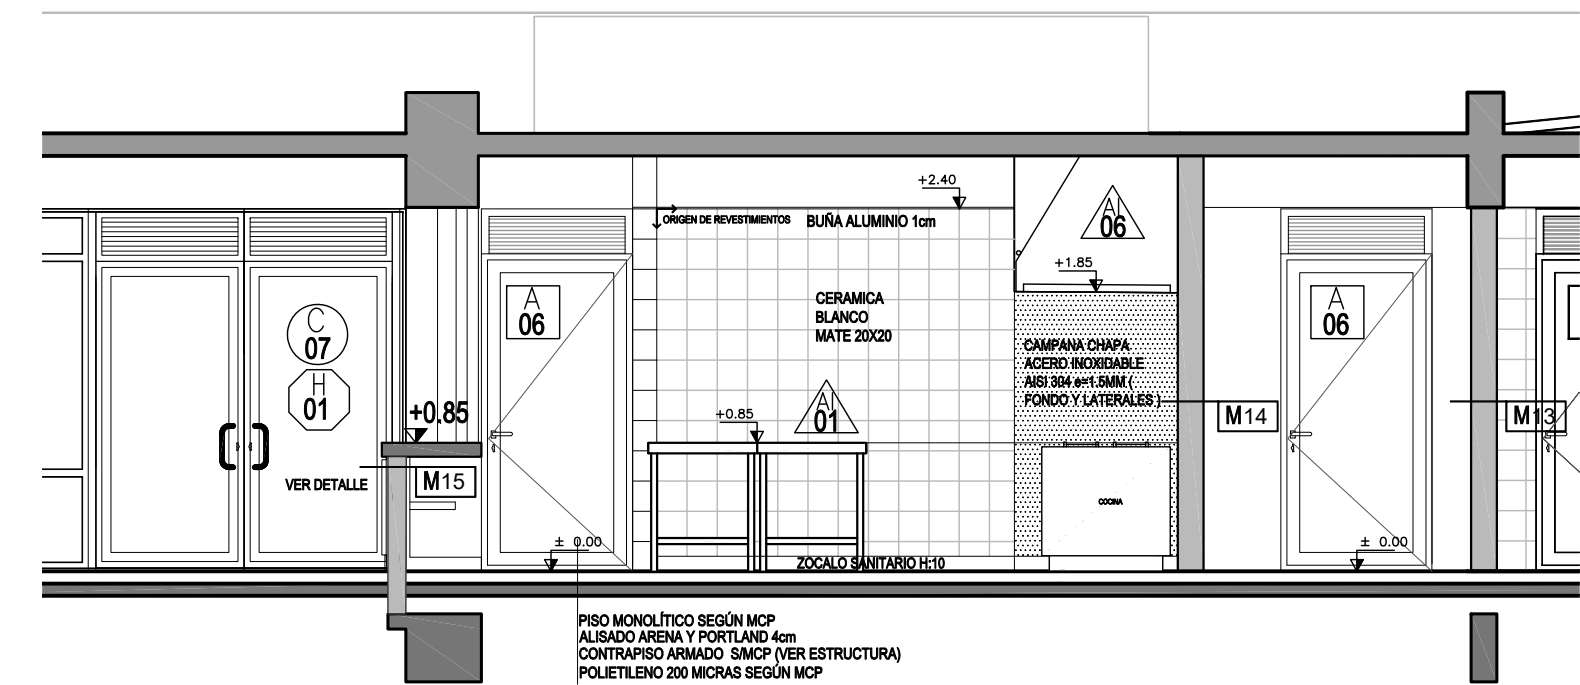 +2.40
ORIGEN DE REVESTIMIENTOS
BUÑA ALUMINIO 1cm
AI
06
+1.85
A
06
A
06
C
07
CERAMICA
BLANCO
MATE 20X20
CAMPANA CHAPA
ACERO INOXIDABLE
AISI 304 e=1.5MM (
FONDO Y LATERALES )
H
01
+0.85
+0.85
AI
01
M14
M13
VER DETALLE
M15
COCINA
± 0.00
± 0.00
ZOCALO SANITARIO H:10
PISO MONOLÍTICO SEGÚN MCP
ALISADO ARENA Y PORTLAND 4cm
CONTRAPISO ARMADO S/MCP (VER ESTRUCTURA)
POLIETILENO 200 MICRAS SEGÚN MCP